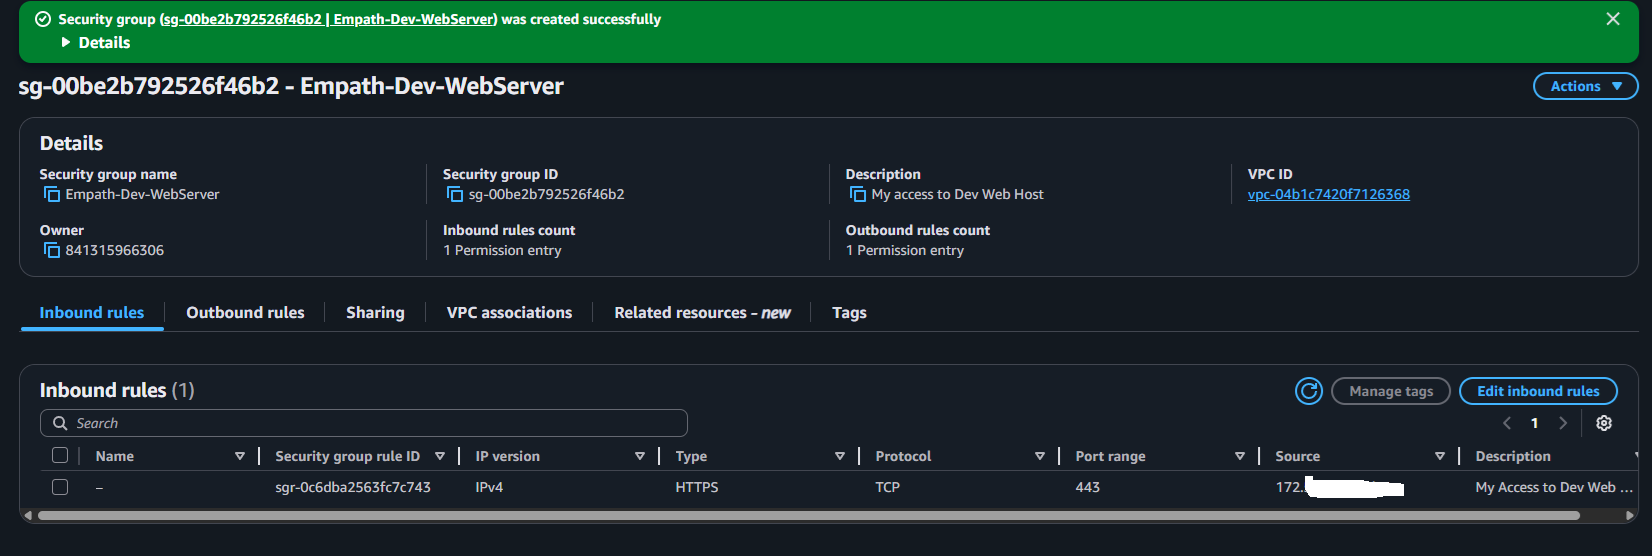 Security group (sg-00be2b792526f46b2 | Empath-Dev-WebServer) was created successfully
Details
sg-00be2b792526f46b2 - Empath-Dev-WebServer
Actions
Details
Security group name
Empath-Dev-WebServer
Security group ID
sg-00be2b792526f46b2
Description
My access to Dev Web Host
VPC ID
vpc-04b1c7420f7126368
Owner
841315966306
Inbound rules count
1 Permission entry
Outbound rules count
1 Permission entry
Inbound rules Outbound rules Sharing VPC associations Related resources - new Tags
Inbound rules (1)
Manage tags Edit inbound rules
Search
1
Name Security group rule ID IP version Type Protocol Port range Source Description
– sgr-0c6dba2563fc7c743 IPv4 HTTPS TCP 443 172. My Access to Dev Web ...